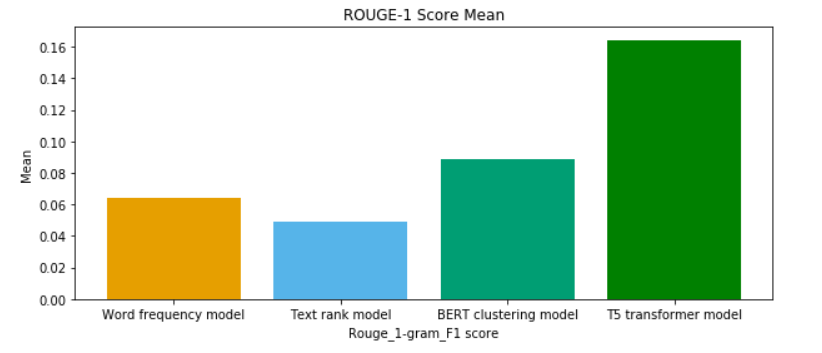 ROUGE-1 Score Mean
0.16
0.14
0.12
0.10
0.08
0.06
0.04
0.02
0.00
Mean
Word frequency model
Text rank model
BERT clustering model
T5 transformer model
Rouge_1-gram_F1 score